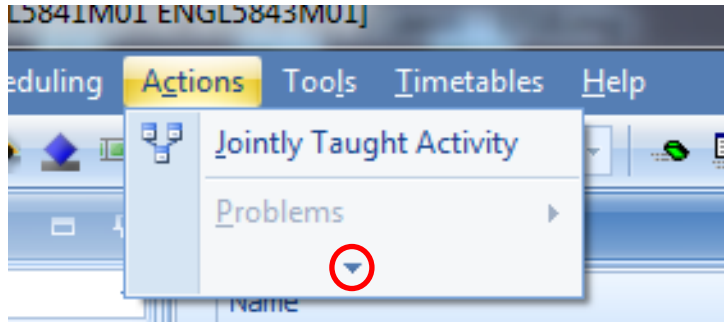 L5841M01 ENGL5843M01]
eduling Actions Tools Timetables Help
Jointly Taught Activity
Problems
Name